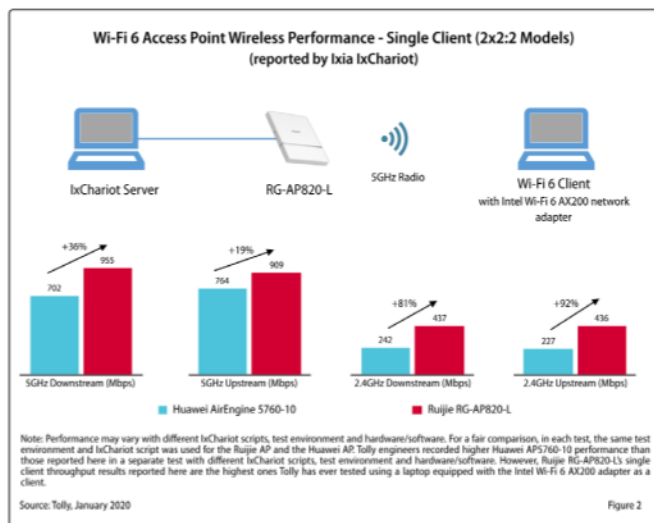 Wi-Fi 6 Access Point Wireless Performance - Single Client (2x2:2 Models)
(reported by Ixia IxChariot)
IxChariot Server
RG-AP820-L
5GHz Radio
Wi-Fi 6 Client
with Intel Wi-Fi 6 AX200 network
adapter
+36%
702
955
5GHz Downstream (Mbps)
+19%
764
909
5GHz Upstream (Mbps)
+81%
242
437
2.4GHz Downstream (Mbps)
+92%
227
436
2.4GHz Upstream (Mbps)
Huawei AirEngine 5760-10
Ruijie RG-AP820-L
Note: Performance may vary with different IxChariot scripts, test environment and hardware/software. For a fair comparison, in each test, the same test
environment and IxChariot script was used for the Ruijie AP and the Huawei AP. Tolly engineers recorded higher Huawei AP5760-10 performance than
those reported here in a separate test with different IxChariot scripts, test environment and hardware/software. However, Ruijie RG-AP820-L's single
client throughput results reported here are the highest ones Tolly has ever tested using a laptop equipped with the Intel Wi-Fi 6 AX200 adapter as a
client.
Source: Tolly, January 2020
Figure 2